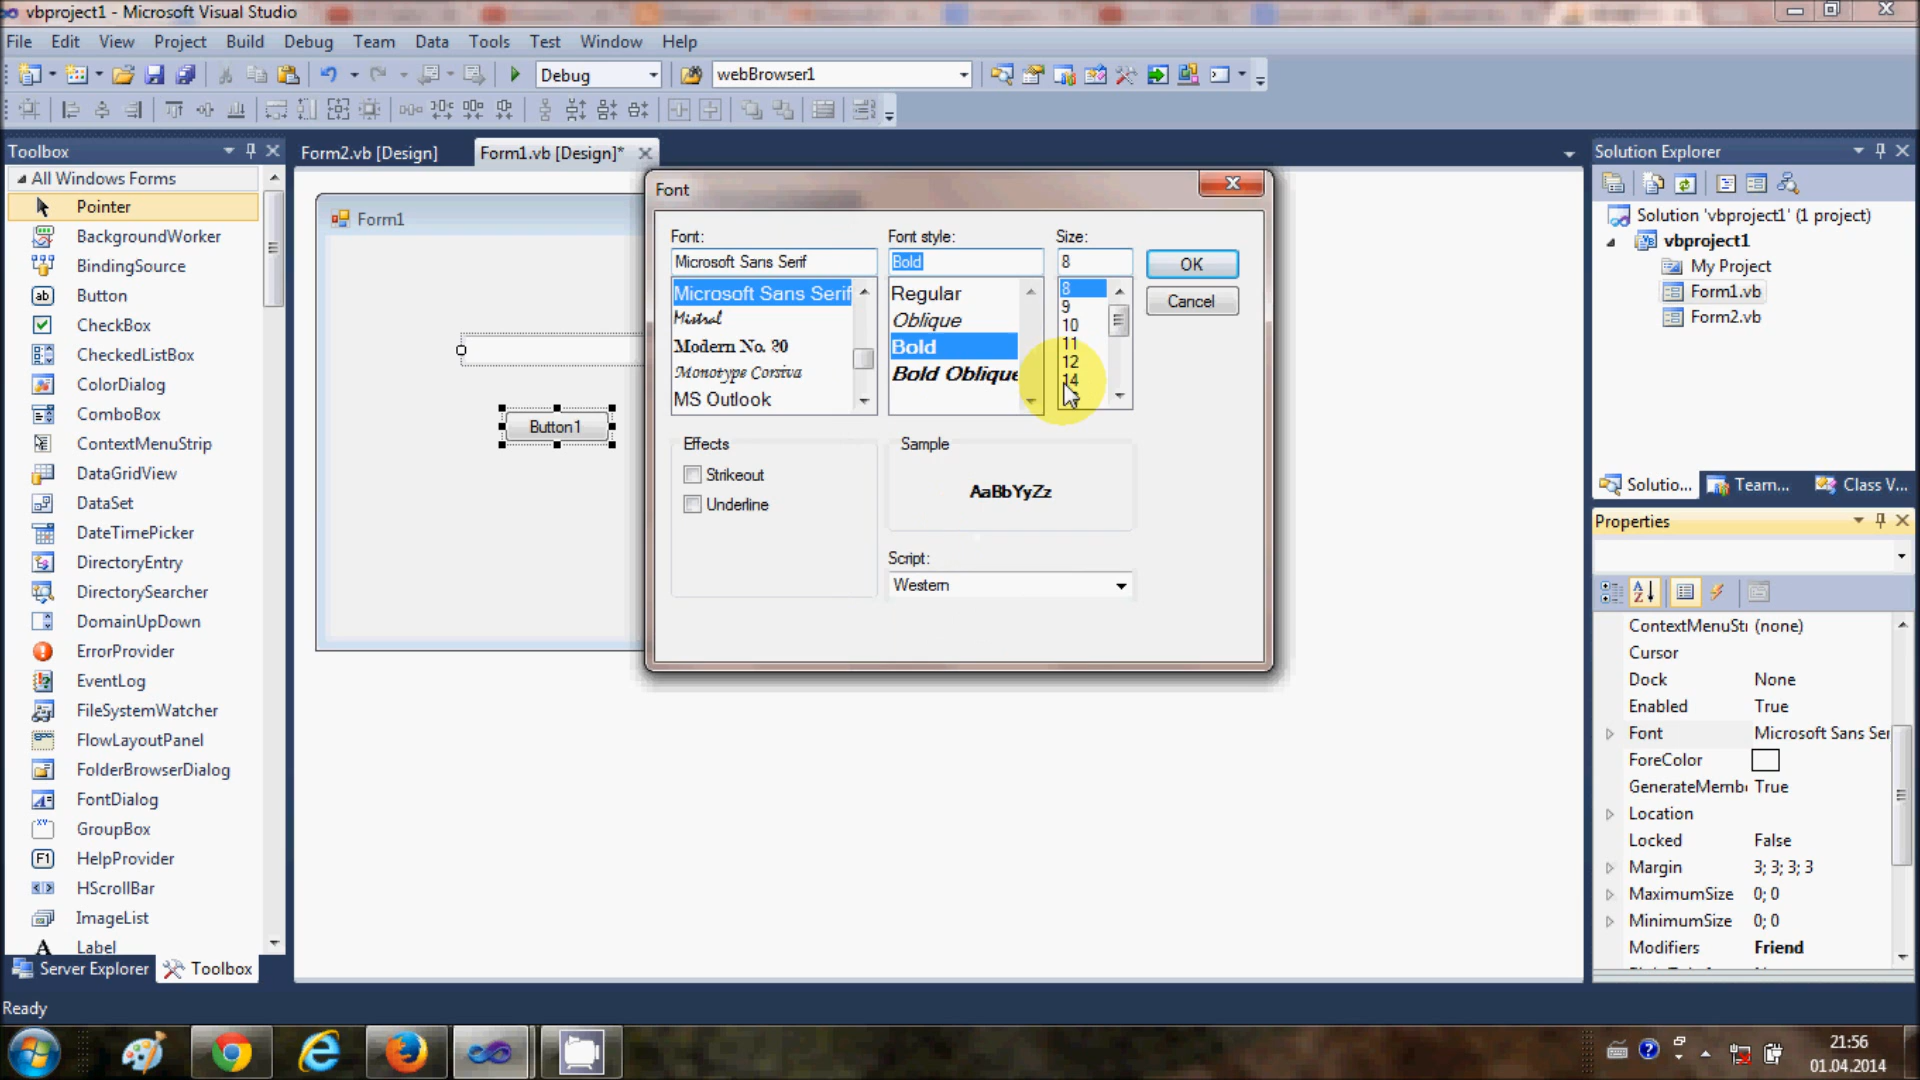 vbproject1 - Microsoft Visual Studio
File Edit View Project Build Debug Team Data Tools Test Window Help
Debug webBrowser1
Toolbox
All Windows Forms
Pointer
BackgroundWorker
BindingSource
Button
CheckBox
CheckedListBox
ColorDialog
ComboBox
ContextMenuStrip
DataGridView
DataSet
DateTimePicker
DirectoryEntry
DirectorySearcher
DomainUpDown
ErrorProvider
EventLog
FileSystemWatcher
FlowLayoutPanel
FolderBrowserDialog
FontDialog
GroupBox
HelpProvider
HScrollBar
ImageList
Label
Server Explorer Toolbox
Form2.vb [Design] Form1.vb [Design]*
Form1
Button1
Font
Font: Font style: Size:
Microsoft Sans Serif Bold 8
Microsoft Sans Serif
Mistral
Modern No. 20
Monotype Corsiva
MS Outlook
Regular
Oblique
Bold
Bold Oblique
8
9
10
11
12
14
OK
Cancel
Effects
Strikeout
Underline
Sample
AaBbYyZz
Script:
Western
Solution Explorer
Solution 'vbproject1' (1 project)
vbproject1
My Project
Form1.vb
Form2.vb
Solutio... Team... Class V...
Properties
ContextMenuStr (none)
Cursor
Dock None
Enabled True
Font Microsoft Sans Ser
ForeColor
GenerateMembe True
Location
Locked False
Margin 3; 3; 3; 3
MaximumSize 0; 0
MinimumSize 0; 0
Modifiers Friend
Ready
21:56
01.04.2014